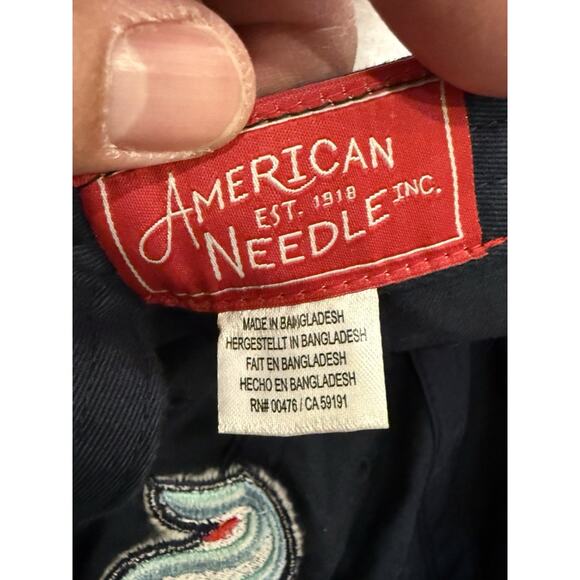 AMERICAN
EST. 1918
NEEDLE INC.
MADE IN BANGLADESH
HERGESTELLT IN BANGLADESH
FAIT EN BANGLADESH
HECHO EN BANGLADESH
RN# 00476 / CA 59191